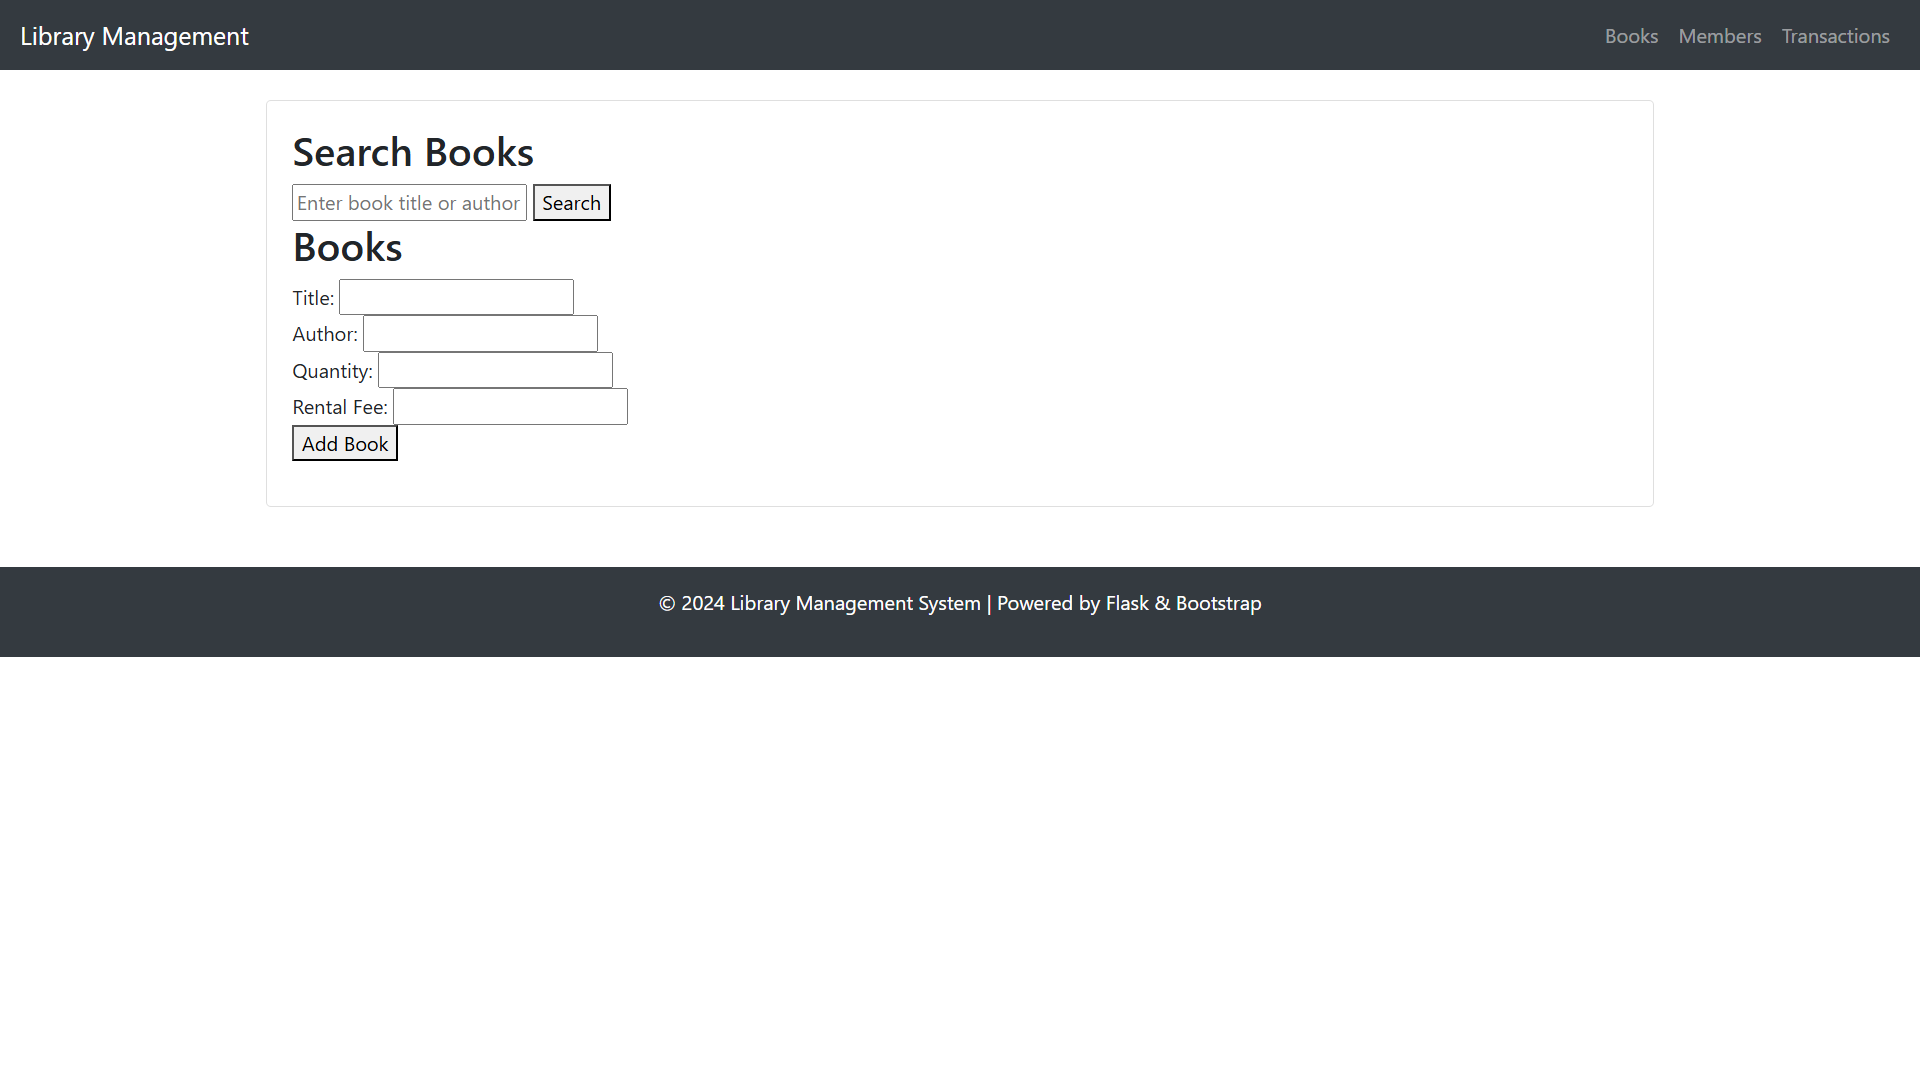 Library Management
Books Members Transactions
Search Books
Enter book title or author
Search
Books
Title:
Author:
Quantity:
Rental Fee:
Add Book
© 2024 Library Management System | Powered by Flask & Bootstrap